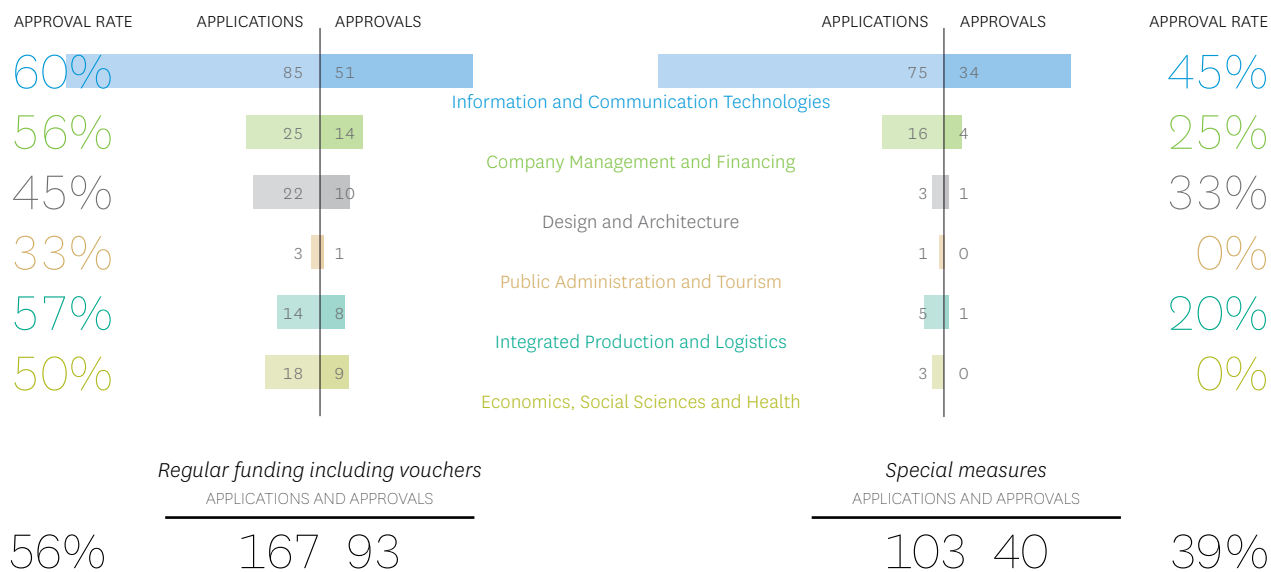 APPROVAL RATE APPLICATIONS APPROVALS APPLICATIONS APPROVALS APPROVAL RATE
60% 85 51 75 34 45%
Information and Communication Technologies
56% 25 14 16 4 25%
Company Management and Financing
45% 22 10 3 1 33%
Design and Architecture
33% 3 1 1 0 0%
Public Administration and Tourism
57% 14 8 5 1 20%
Integrated Production and Logistics
50% 18 9 3 0 0%
Economics, Social Sciences and Health
Regular funding including vouchers Special measures
APPLICATIONS AND APPROVALS APPLICATIONS AND APPROVALS
56% 167 93 103 40 39%